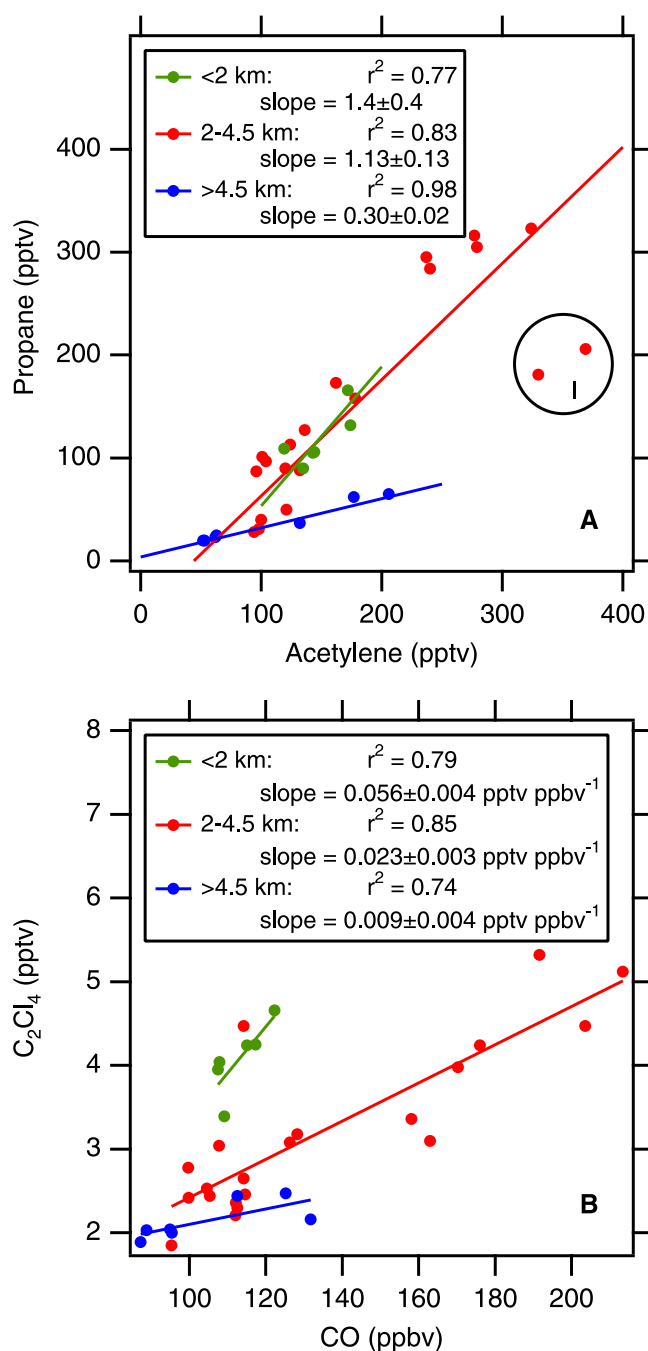 <2 km: r² = 0.77
slope = 1.4±0.4
2-4.5 km: r² = 0.83
slope = 1.13±0.13
>4.5 km: r² = 0.98
slope = 0.30±0.02
Propane (pptv)
400
300
200
100
0
I
A
0 100 200 300 400
Acetylene (pptv)
<2 km: r² = 0.79
slope = 0.056±0.004 pptv ppbv⁻¹
2-4.5 km: r² = 0.85
slope = 0.023±0.003 pptv ppbv⁻¹
>4.5 km: r² = 0.74
slope = 0.009±0.004 pptv ppbv⁻¹
C₂Cl₄ (pptv)
8
7
6
5
4
3
2
B
100 120 140 160 180 200
CO (ppbv)